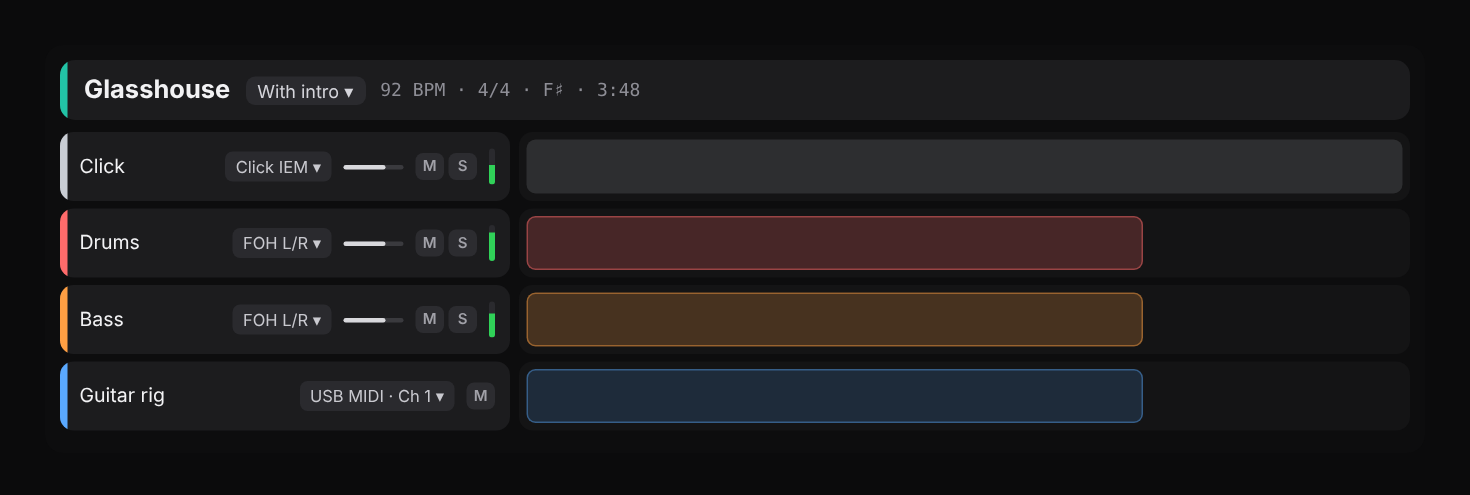 Glasshouse With intro ▾ 92 BPM · 4/4 · F♯ · 3:48
Click Click IEM ▾ M S
Drums FOH L/R ▾ M S
Bass FOH L/R ▾ M S
Guitar rig USB MIDI · Ch 1 ▾ M